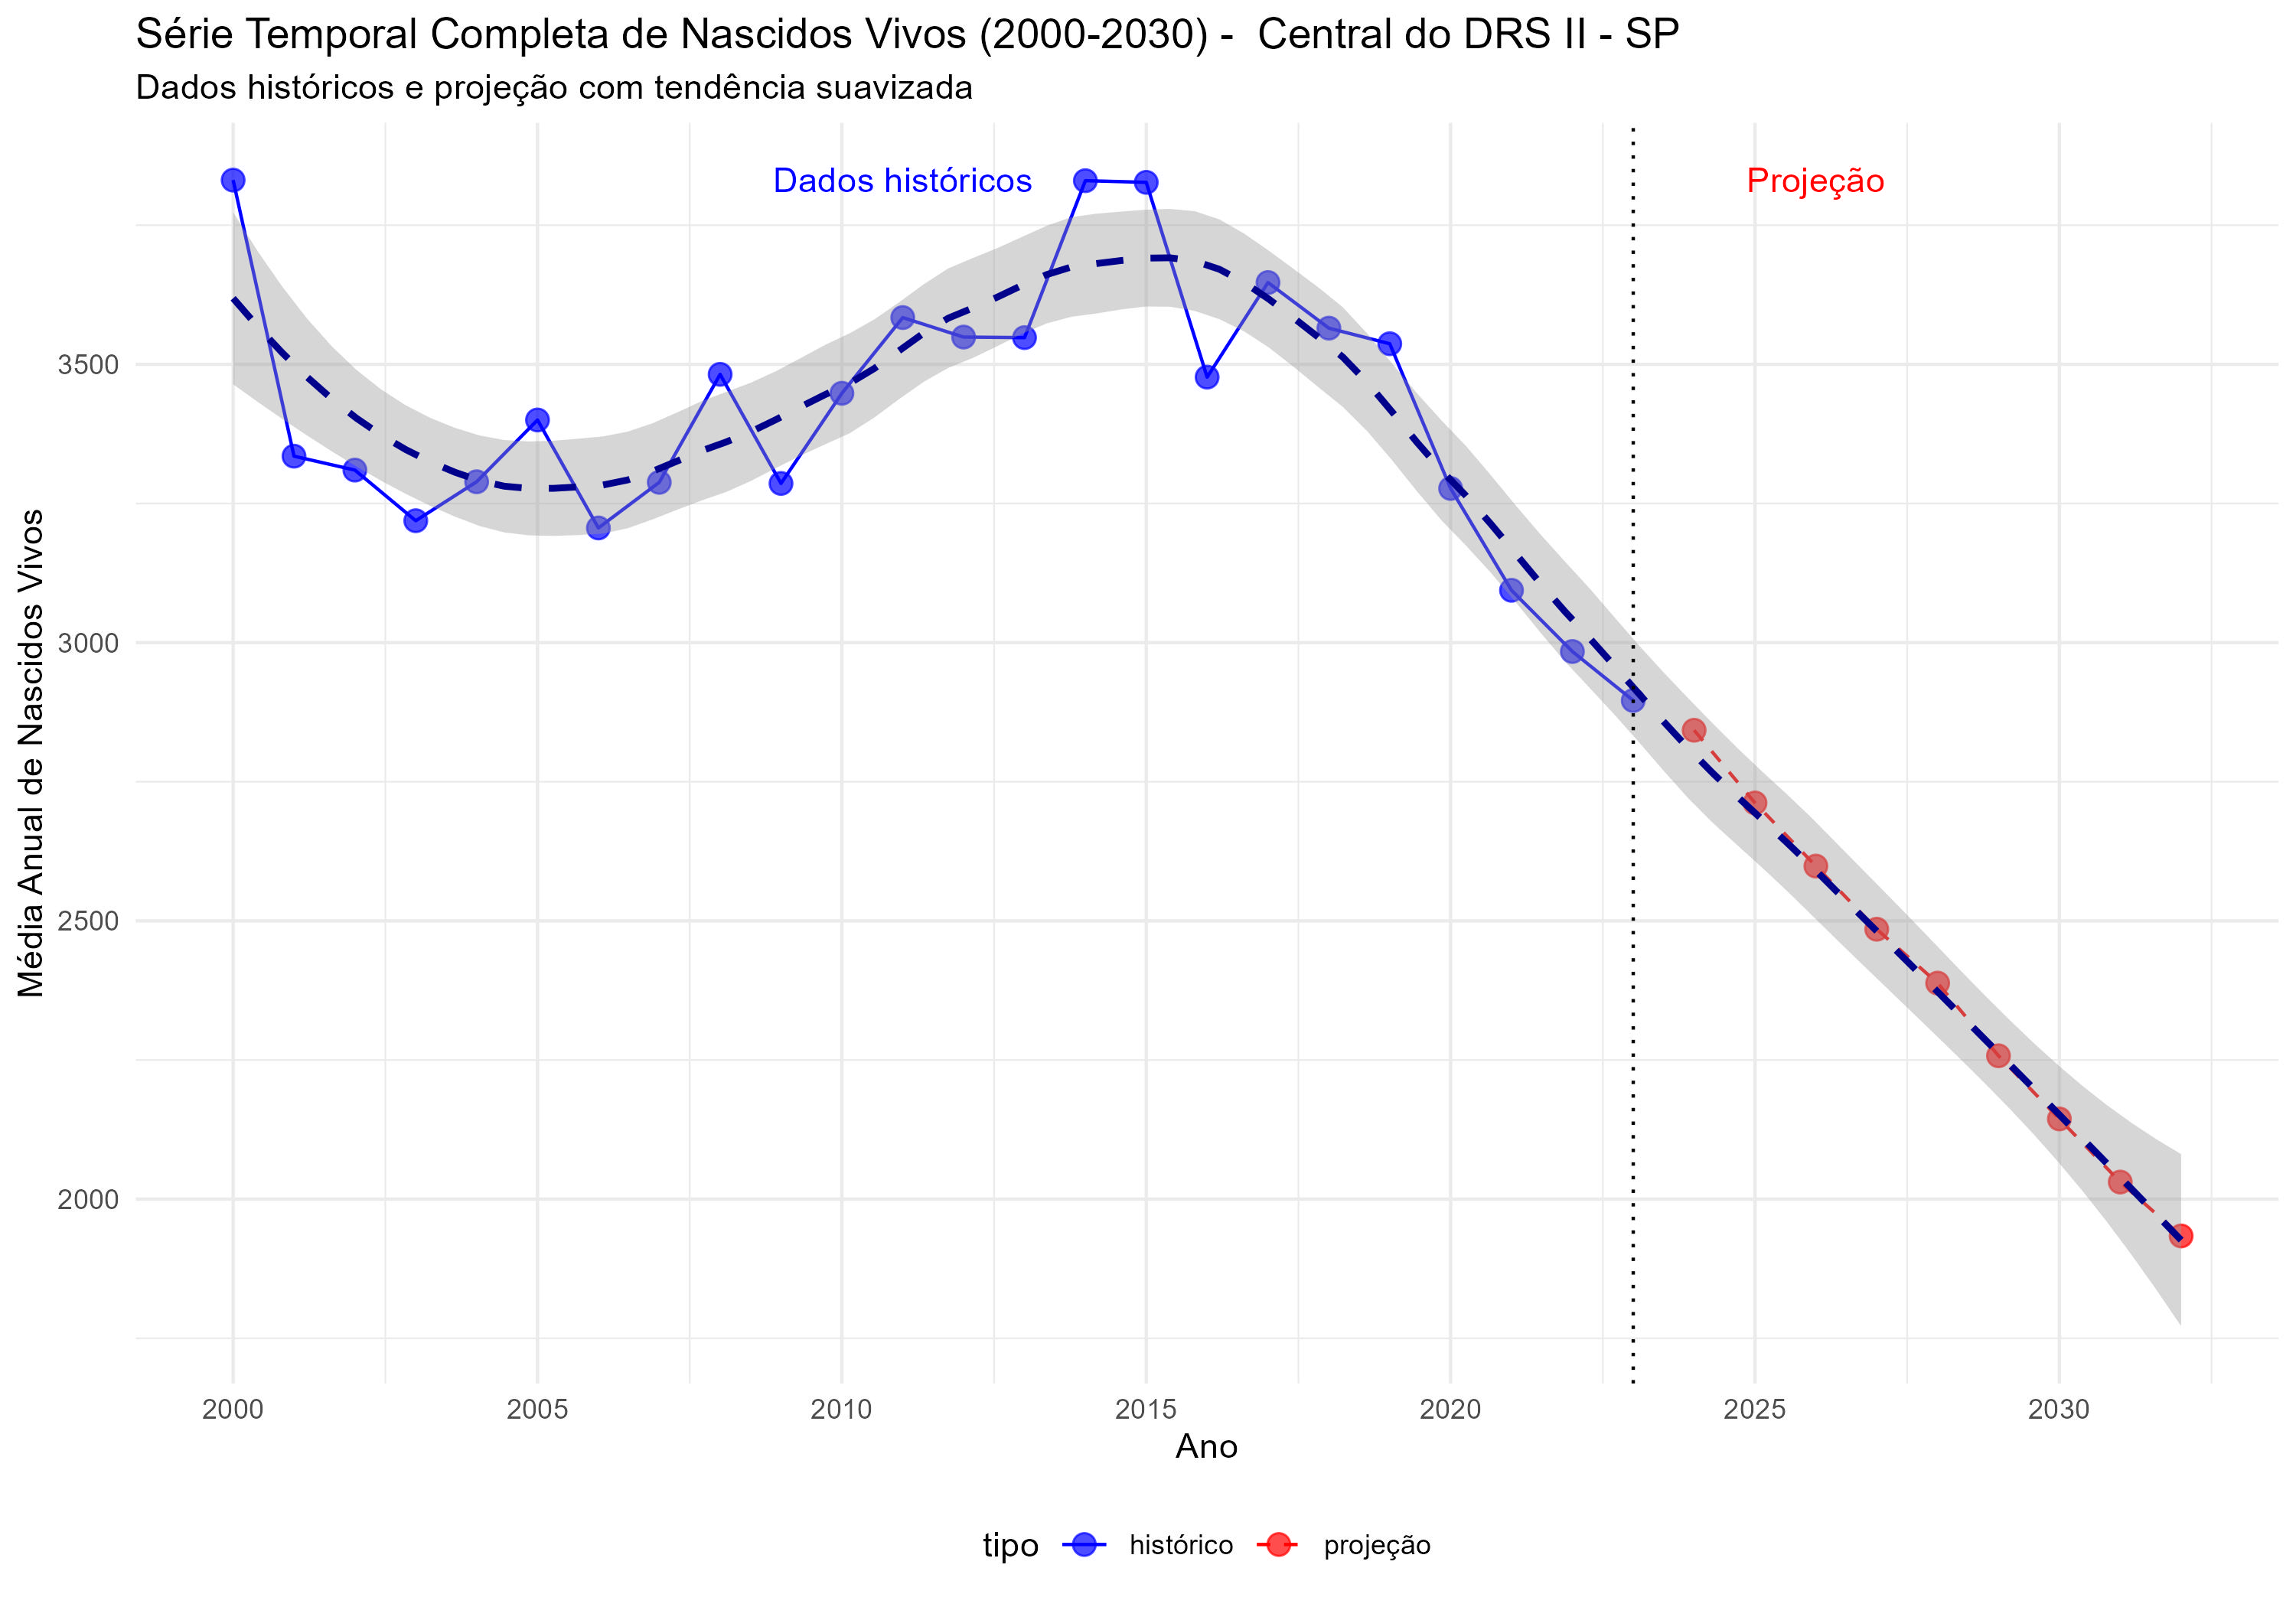 Série Temporal Completa de Nascidos Vivos (2000-2030) -  Central do DRS II - SP
Dados históricos e projeção com tendência suavizada
Dados históricos
Projeção
Média Anual de Nascidos Vivos
3500
3000
2500
2000
2000 2005 2010 2015 2020 2025 2030
Ano
tipo histórico projeção